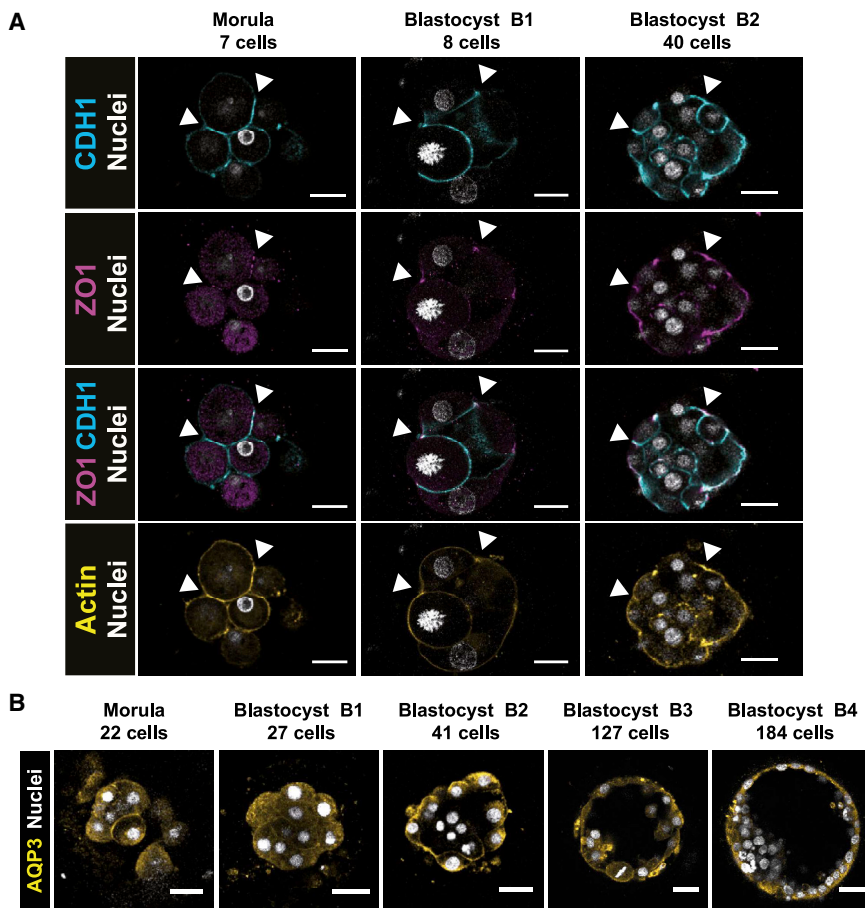 A
Morula
7 cells
Blastocyst B1
8 cells
Blastocyst B2
40 cells
CDH1
Nuclei
ZO1
Nuclei
ZO1 CDH1
Nuclei
Actin
Nuclei
B
Morula
22 cells
Blastocyst B1
27 cells
Blastocyst B2
41 cells
Blastocyst B3
127 cells
Blastocyst B4
184 cells
AQP3 Nuclei